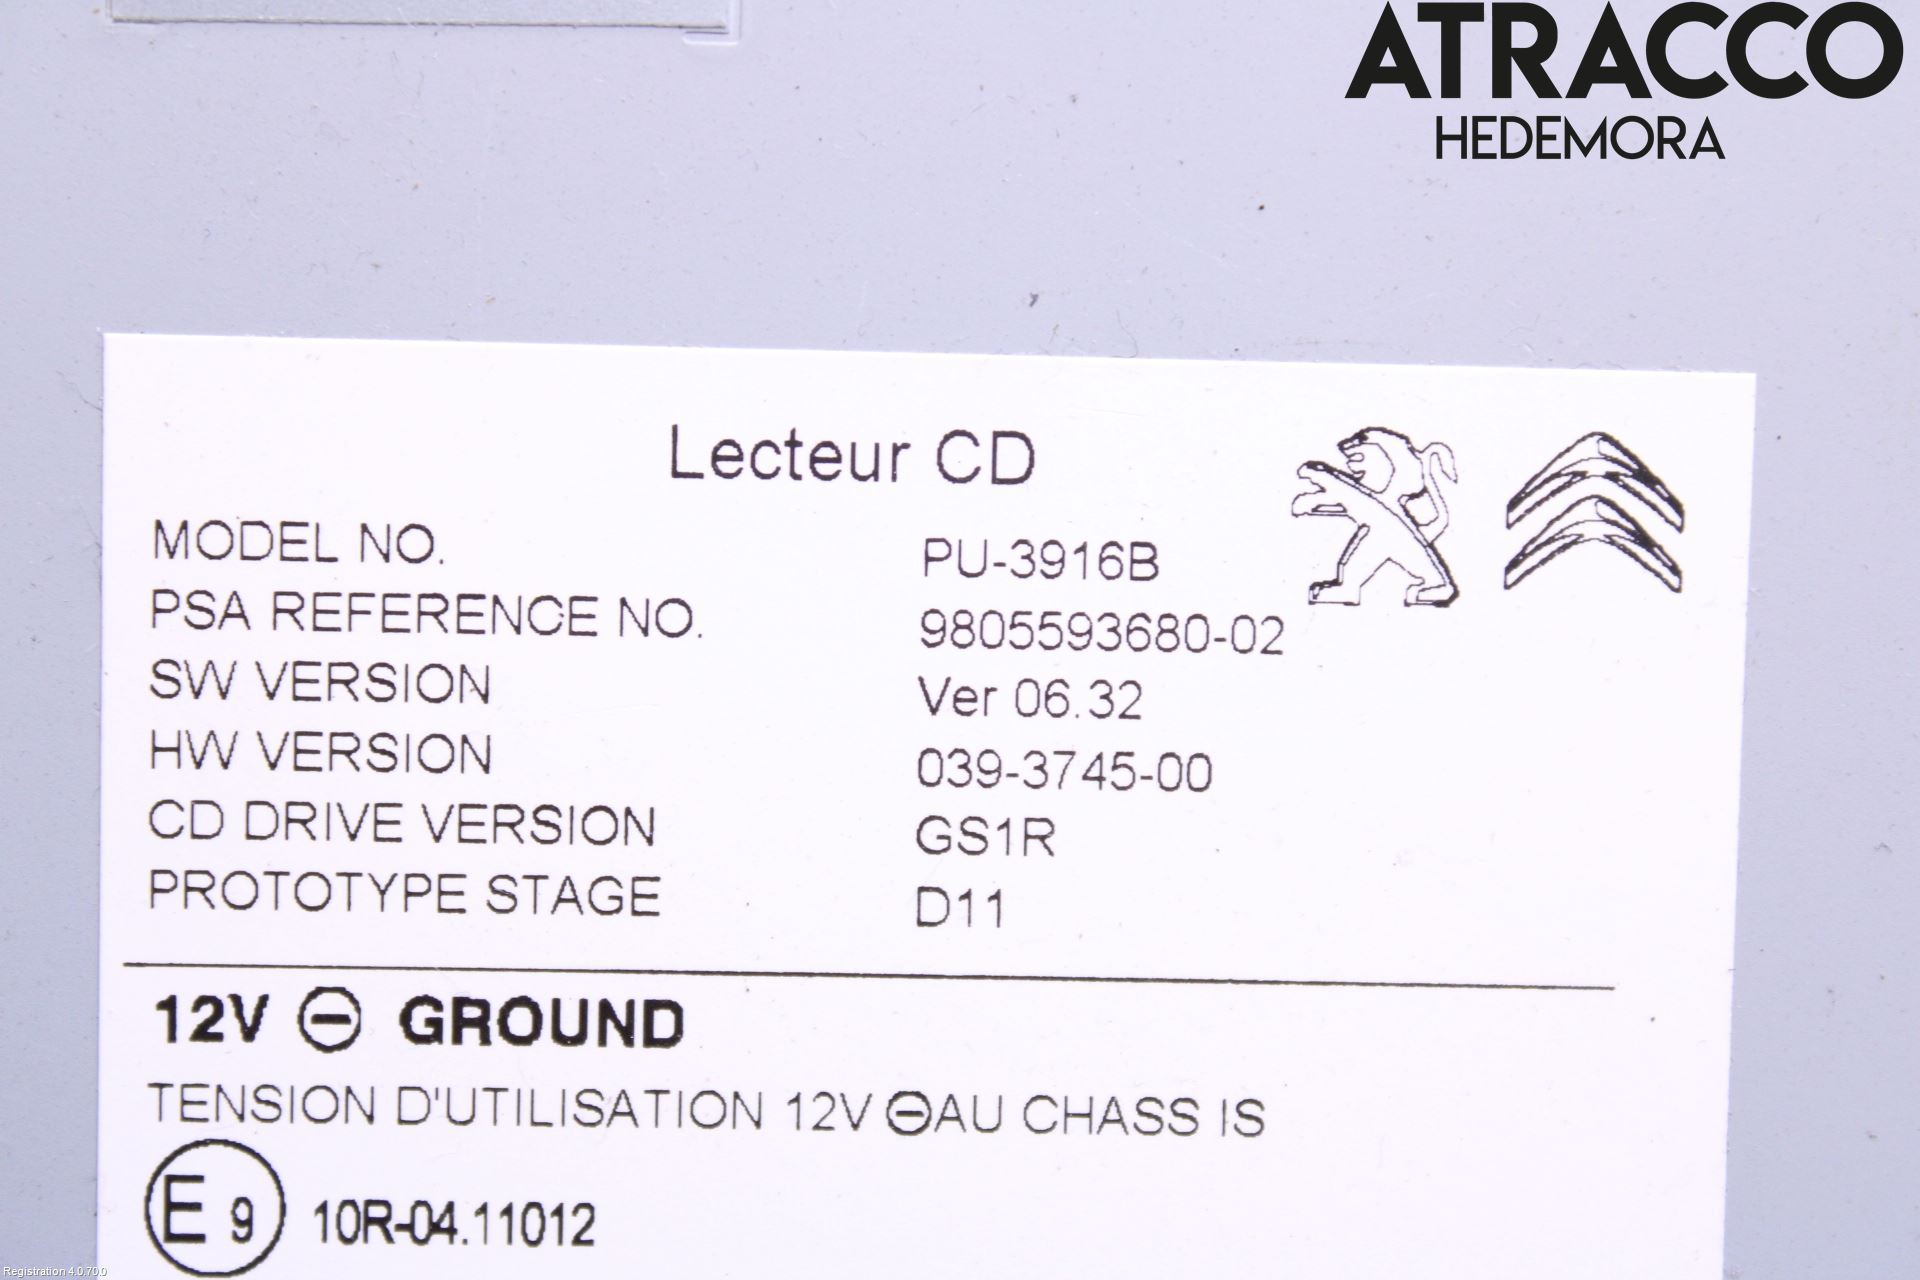 ATRACCO
HEDEMORA
Lecteur CD
MODEL NO. PU-3916B
PSA REFERENCE NO. 9805593680-02
SW VERSION Ver 06.32
HW VERSION 039-3745-00
CD DRIVE VERSION GS1R
PROTOTYPE STAGE D11
12V ⊖ GROUND
TENSION D'UTILISATION 12V ⊖AU CHASS IS
E 9 10R-04.11012
Registration 4.0.70.0